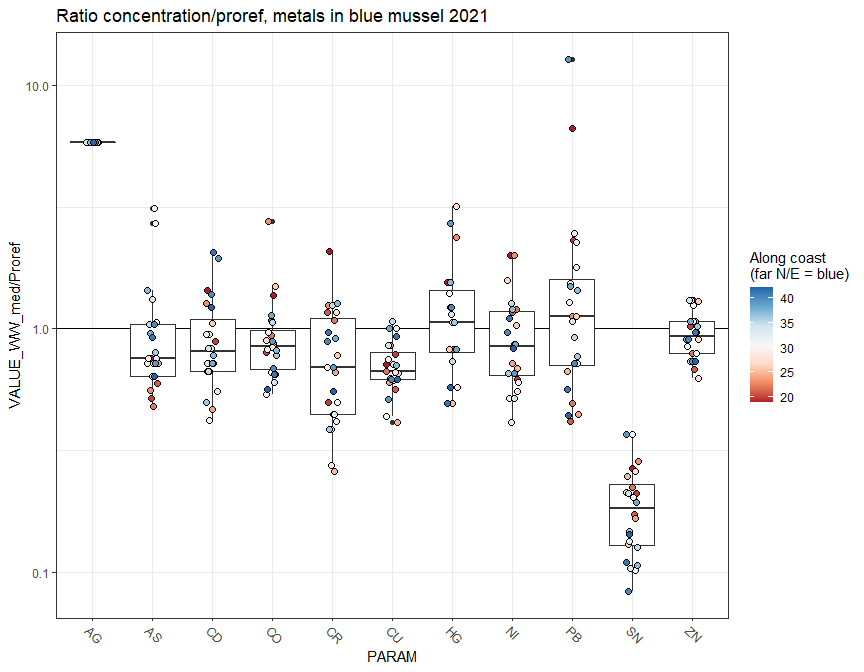 Ratio concentration/proref, metals in blue mussel 2021
10.0
1.0
0.1
VALUE_WW_med/Proref
AG
AS
CD
CO
CR
CU
HG
NI
PB
SN
ZN
PARAM
Along coast
(far N/E = blue)
40
35
30
25
20